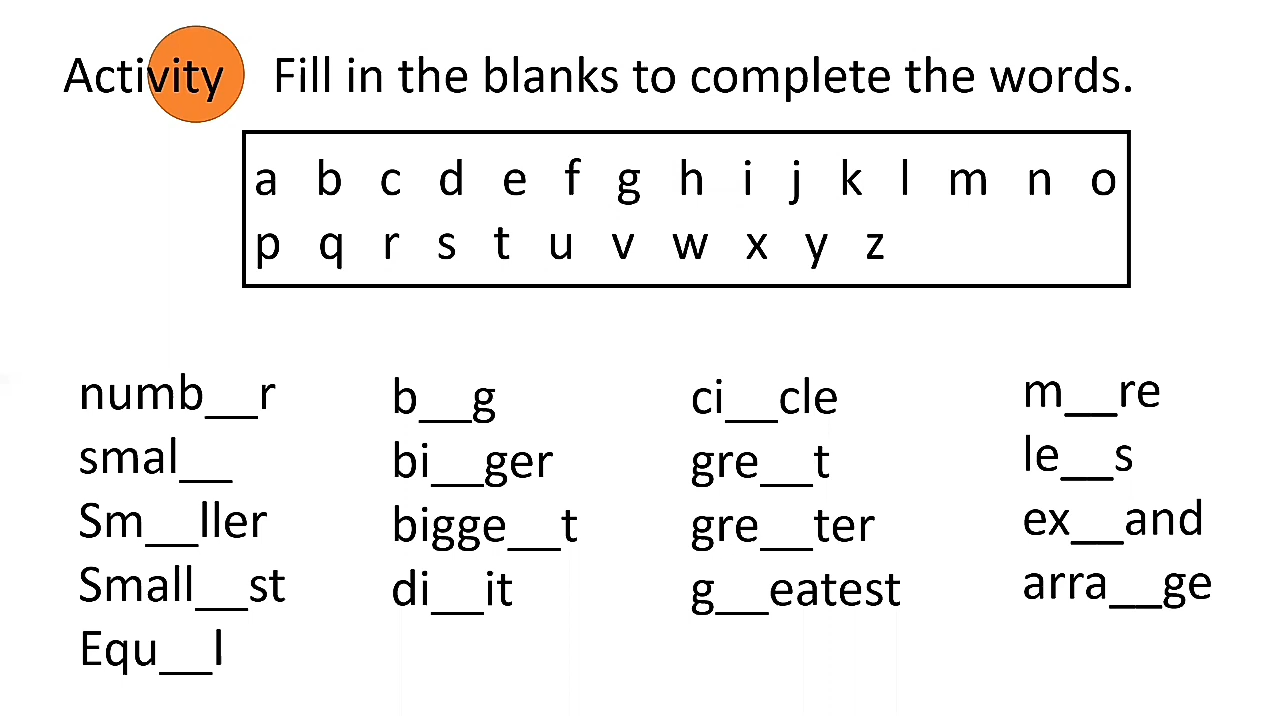 Activity Fill in the blanks to complete the words.
a b c d e f g h i j k l m n o
p q r s t u v w x y z
numb__r
smal__
Sm__ller
Small__st
Equ__l
b__g
bi__ger
bigge__t
di__it
ci__cle
gre__t
gre__ter
g__eatest
m__re
le__s
ex__and
arra__ge